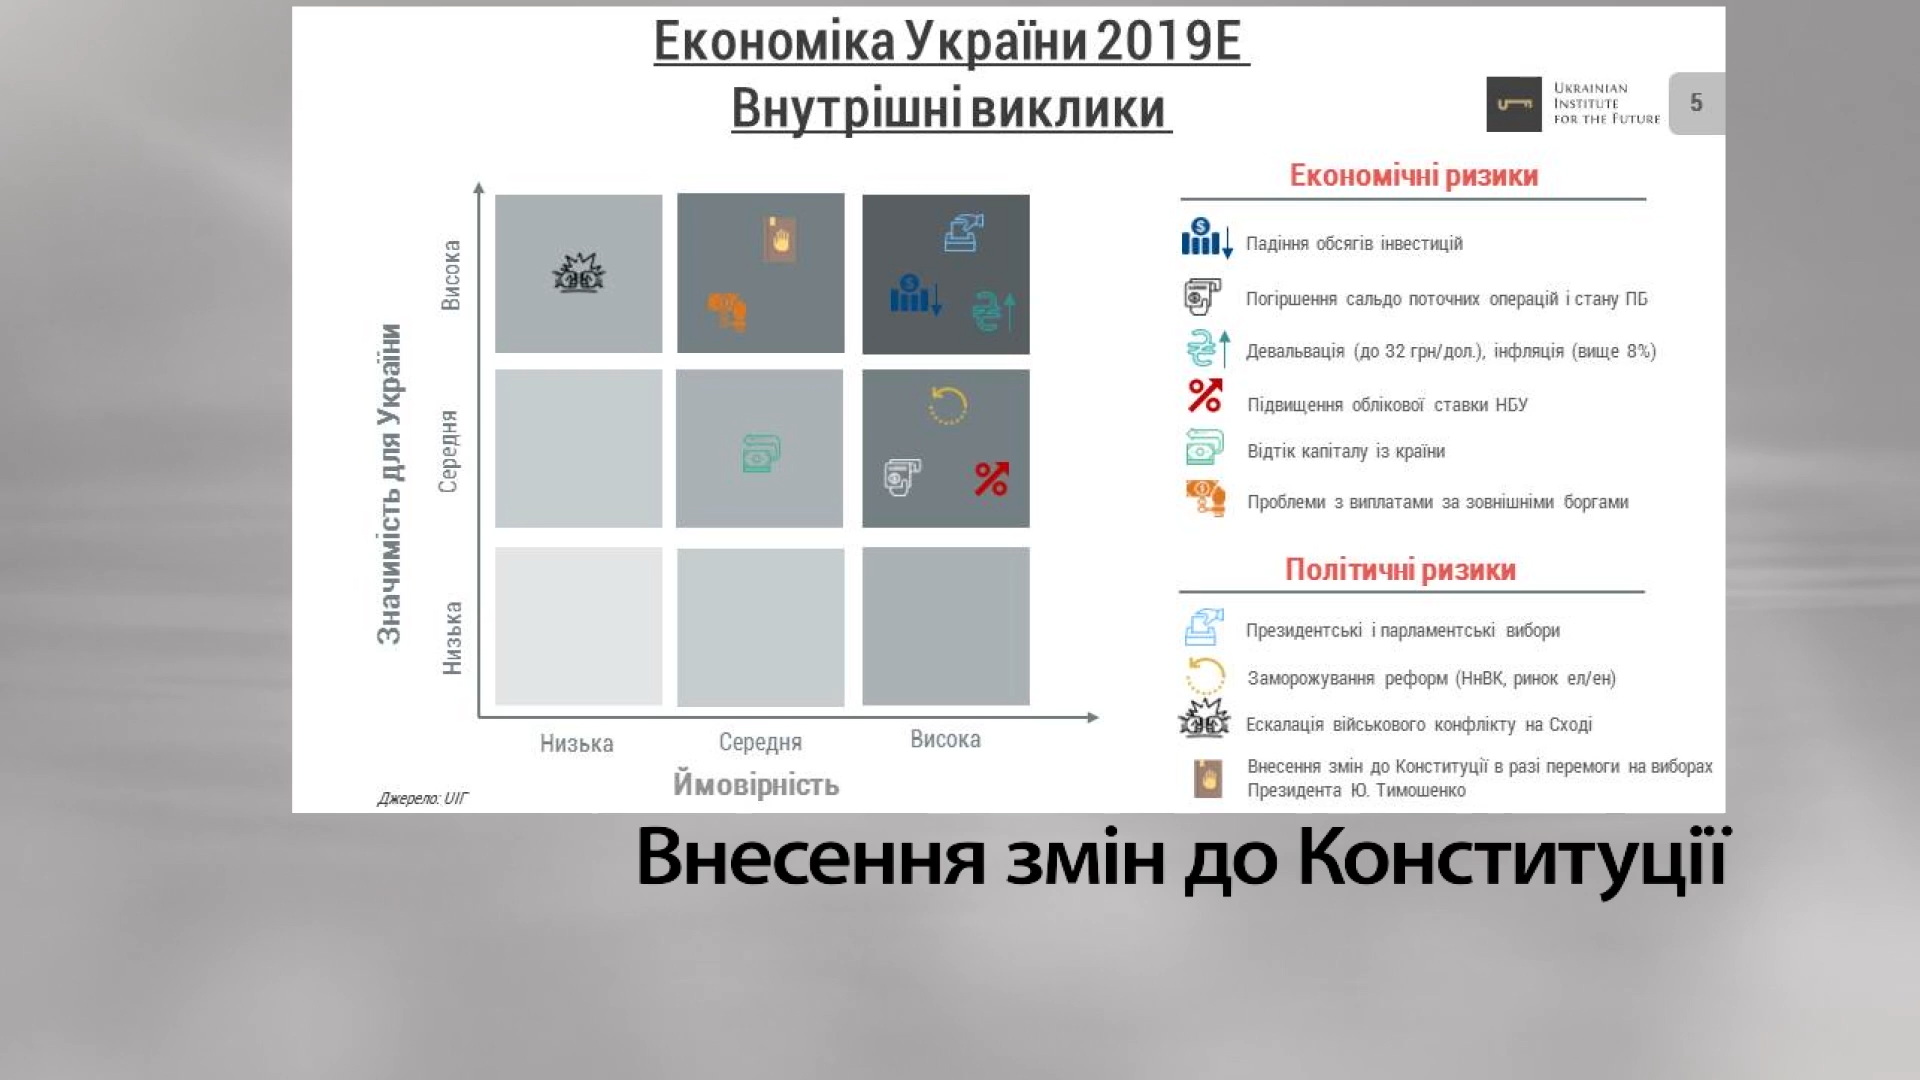 Економіка України 2019E
Внутрішні виклики
UKRAINIAN
INSTITUTE
FOR THE FUTURE
5
Значимість для України
Висока
Середня
Низька
Низька
Середня
Висока
Ймовірність
Джерело: UIГ
Економічні ризики
Падіння обсягів інвестицій
Погіршення сальдо поточних операцій і стану ПБ
Девальвація (до 32 грн/дол.), інфляція (вище 8%)
Підвищення облікової ставки НБУ
Відтік капіталу із країни
Проблеми з виплатами за зовнішніми боргами
Політичні ризики
Президентські і парламентські вибори
Заморожування реформ (НнВК, ринок ел/ен)
Ескалація військового конфлікту на Сході
Внесення змін до Конституції в разі перемоги на виборах
Президента Ю. Тимошенко
Внесення змін до Конституції